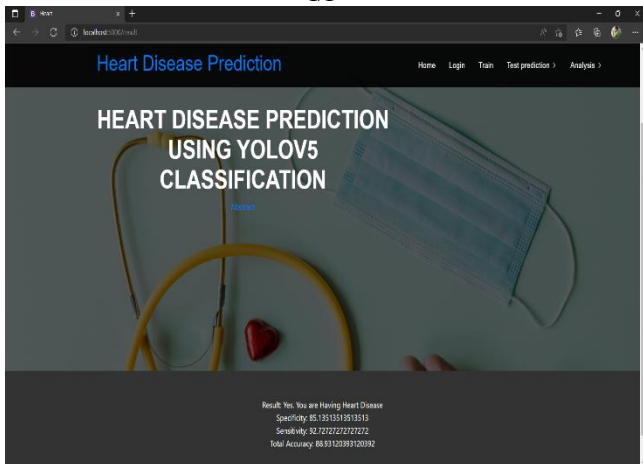 Heart
localhost:5000/result
Heart Disease Prediction
Home Login Train Test prediction > Analysis >
HEART DISEASE PREDICTION
USING YOLOV5
CLASSIFICATION
Abstract
Result: Yes. You are Having Heart Disease
Specificity: 85.13513513513513
Sensitivity: 92.72727272727272
Total Accuracy: 88.93120393120392